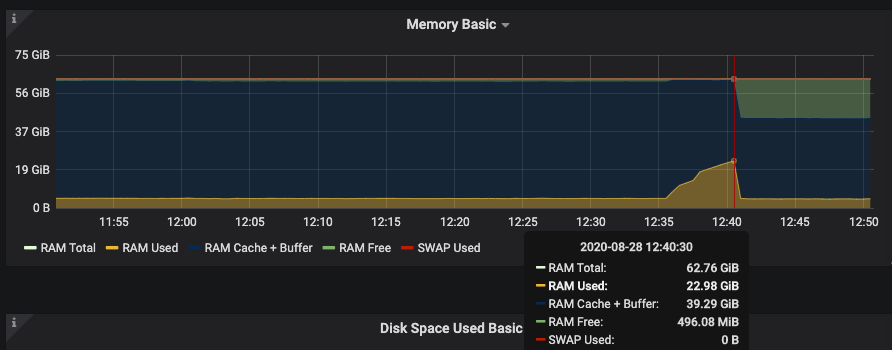 i
Memory Basic
75 GiB
56 GiB
37 GiB
19 GiB
0 B
11:55 12:00 12:05 12:10 12:15 12:20 12:25 12:30 12:35 12:40 12:45 12:50
RAM Total RAM Used RAM Cache + Buffer RAM Free SWAP Used
2020-08-28 12:40:30
RAM Total: 62.76 GiB
RAM Used: 22.98 GiB
RAM Cache + Buffer: 39.29 GiB
RAM Free: 496.08 MiB
SWAP Used: 0 B
i
Disk Space Used Basic